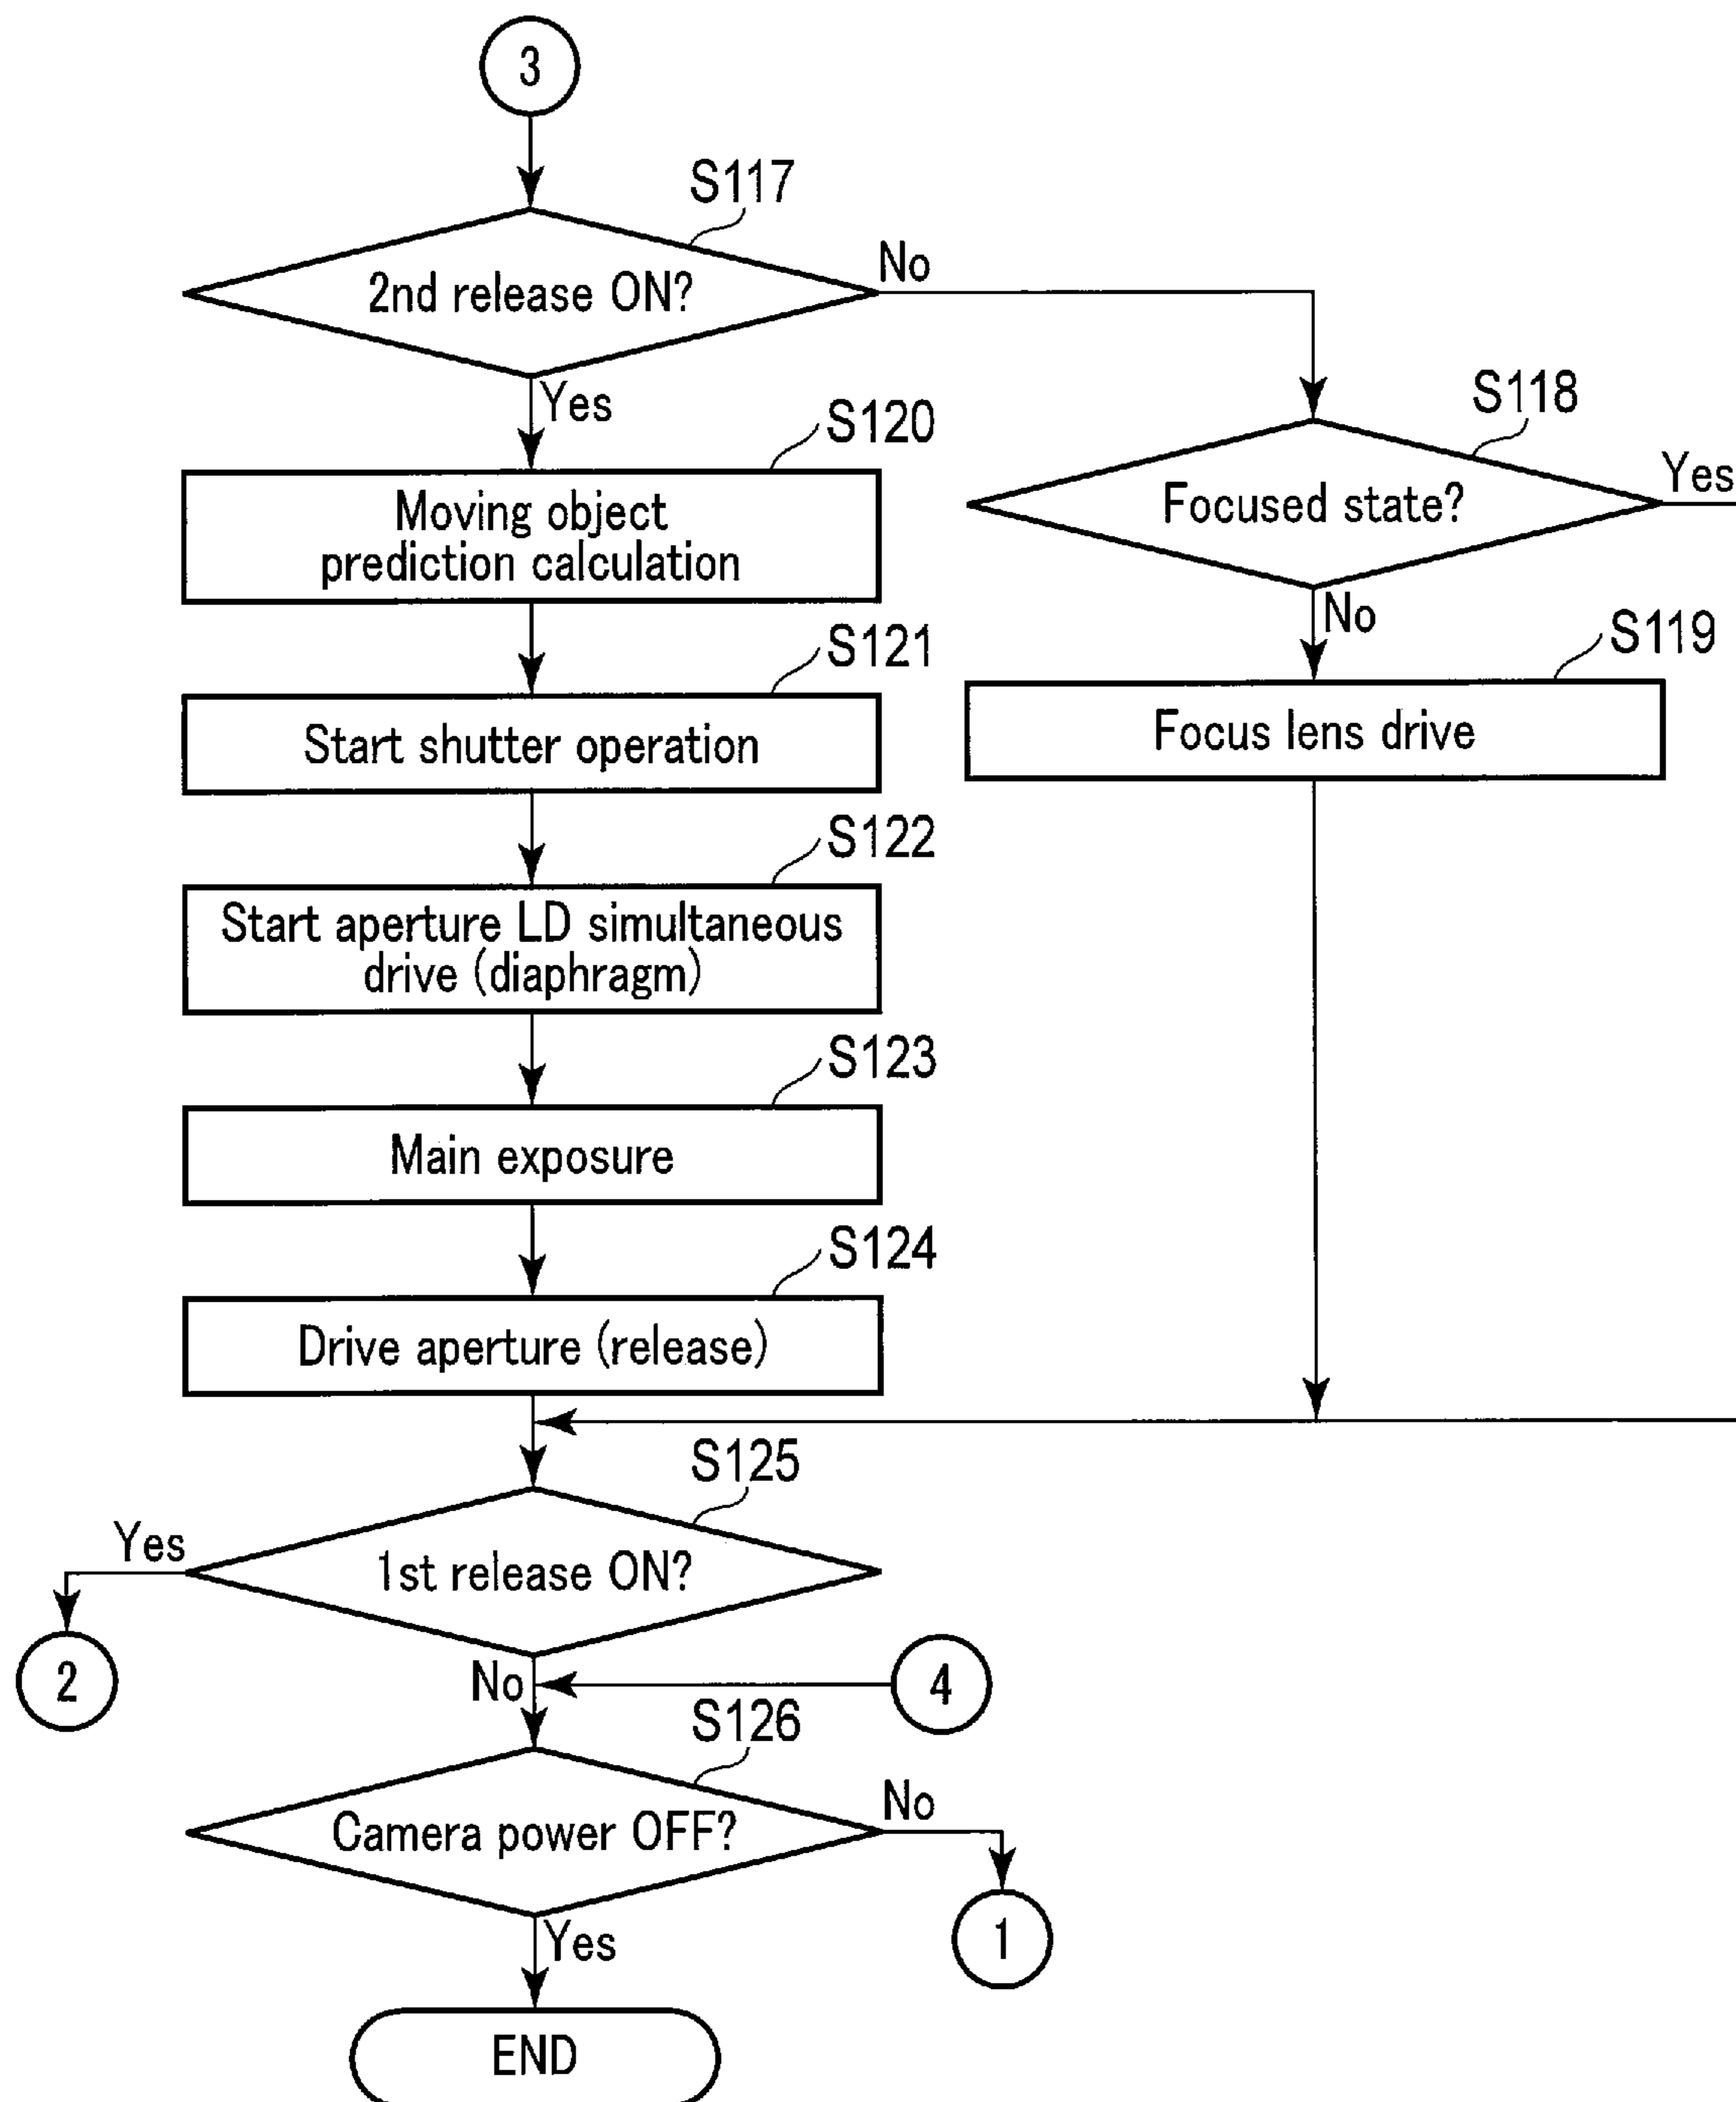 3
S117
2nd release ON?
No
Yes
S118
Focused state?
Yes
No
S120
Moving object
prediction calculation
S119
Focus lens drive
S121
Start shutter operation
S122
Start aperture LD simultaneous
drive (diaphragm)
S123
Main exposure
S124
Drive aperture (release)
S125
1st release ON?
Yes
2
No
4
S126
Camera power OFF?
No
1
Yes
END